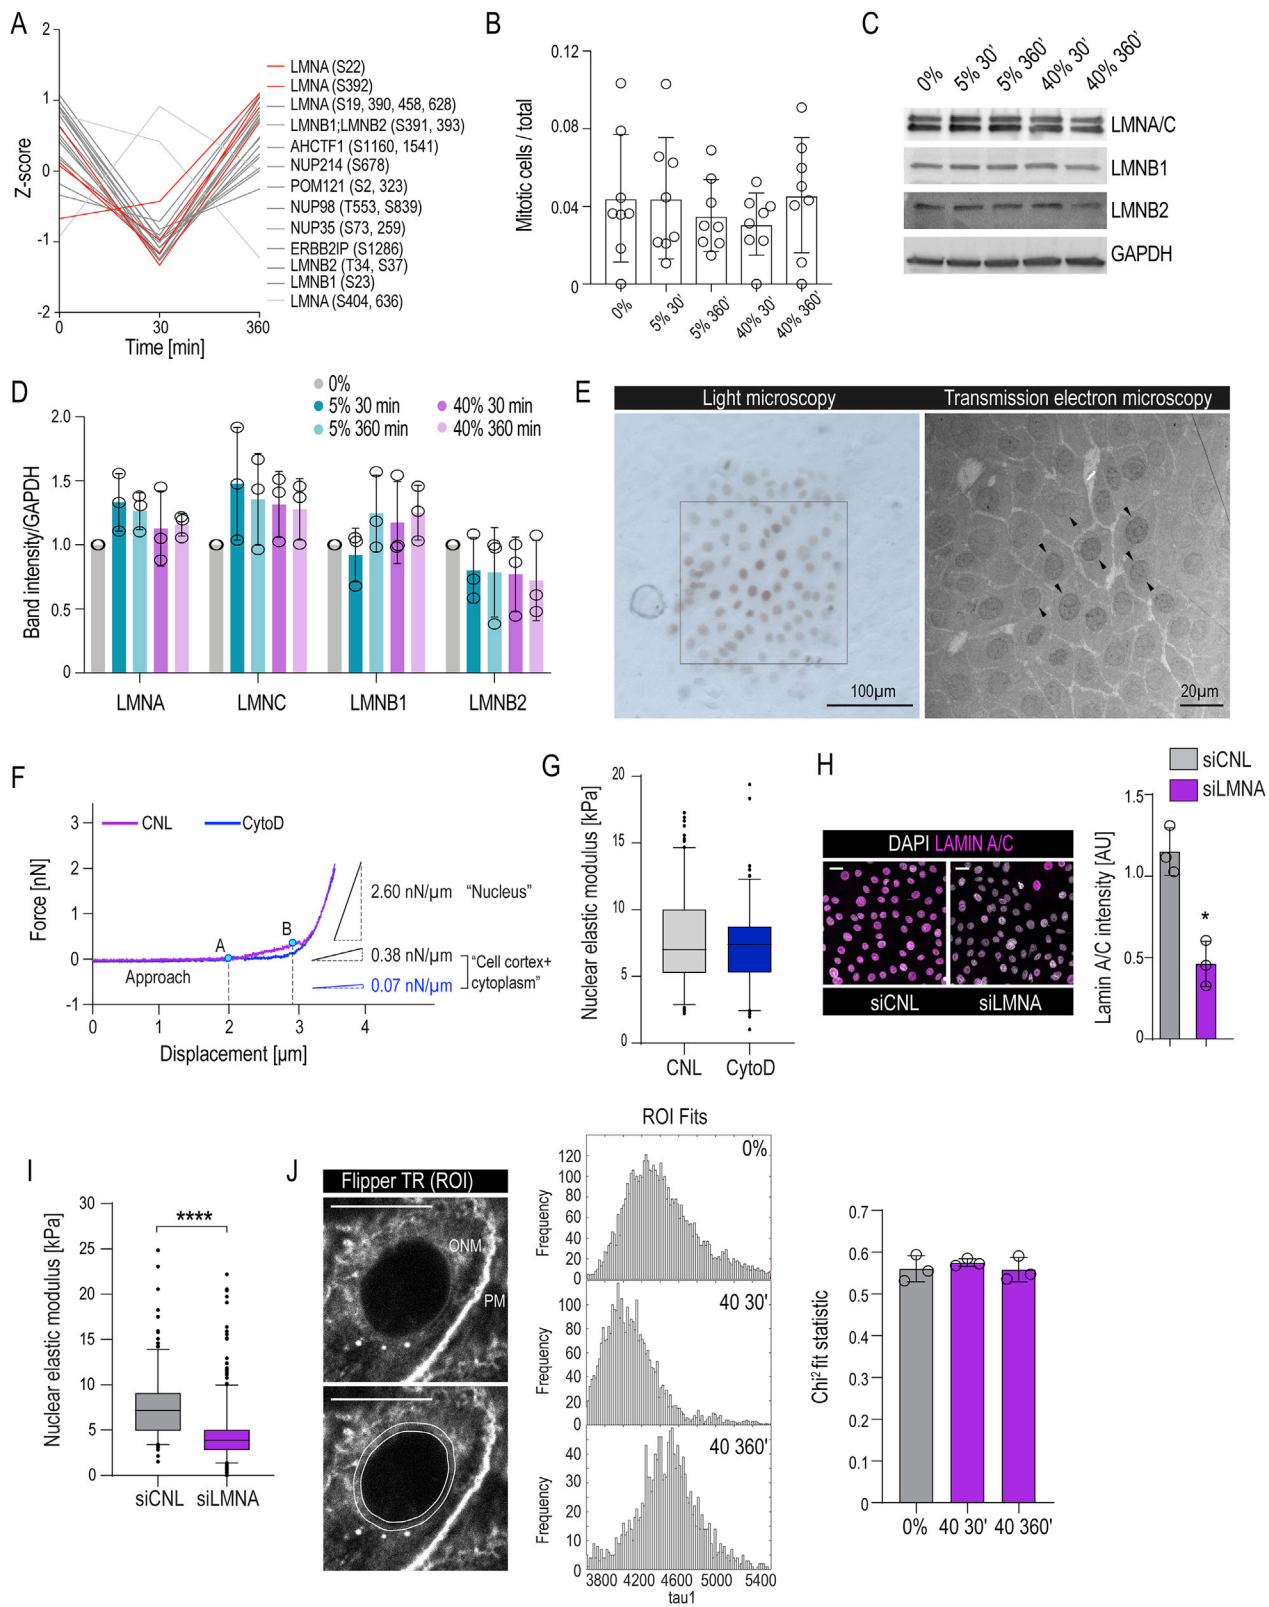 A
2
1
0
-1
-2
Z-score
0
30
360
Time [min]
LMNA (S22)
LMNA (S392)
LMNA (S19, 390, 458, 628)
LMNB1;LMNB2 (S391, 393)
AHCTF1 (S1160, 1541)
NUP214 (S678)
POM121 (S2, 323)
NUP98 (T553, S839)
NUP35 (S73, 259)
ERBB2IP (S1286)
LMNB2 (T34, S37)
LMNB1 (S23)
LMNA (S404, 636)
B
0.12
0.08
0.04
0
Mitotic cells / total
0%
5% 30'
5% 360'
40% 30'
40% 360'
C
0%
5% 30'
5% 360'
40% 30'
40% 360'
LMNA/C
LMNB1
LMNB2
GAPDH
D
0%
5% 30 min
40% 30 min
5% 360 min
40% 360 min
2.0
1.5
1.0
0.5
0
Band intensity/GAPDH
LMNA
LMNC
LMNB1
LMNB2
E
Light microscopy
Transmission electron microscopy
100µm
20µm
F
CNL
CytoD
3
2
1
0
-1
Force [nN]
A
B
Approach
2.60 nN/µm
"Nucleus"
0.38 nN/µm
0.07 nN/µm
"Cell cortex+
cytoplasm"
0
1
2
3
4
Displacement [µm]
G
20
15
10
5
0
Nuclear elastic modulus [kPa]
CNL
CytoD
H
DAPI LAMIN A/C
siCNL
siLMNA
siCNL
siLMNA
1.5
1.0
0.5
0
Lamin A/C intensity [AU]
*
I
30
25
20
15
10
5
0
Nuclear elastic modulus [kPa]
****
siCNL
siLMNA
J
Flipper TR (ROI)
ONM
PM
ROI Fits
0%
120
100
80
60
40
20
0
Frequency
40 30'
100
80
60
40
20
0
Frequency
40 360'
40
30
20
10
0
Frequency
3800
4200
4600
5000
5400
tau1
0.7
0.6
0.5
0.4
0.3
0.2
0.1
0
Chi² fit statistic
0%
40 30'
40 360'